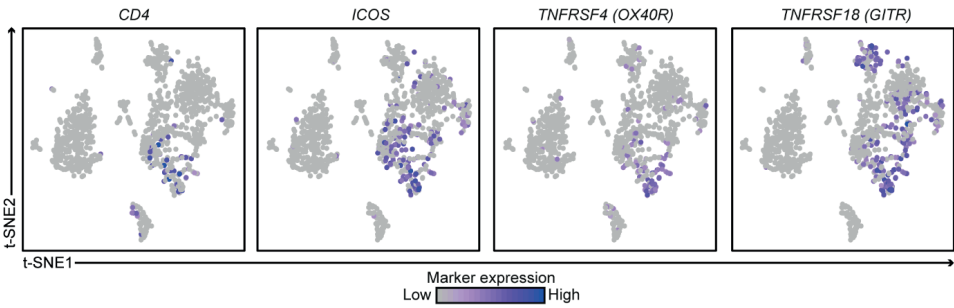 CD4
ICOS
TNFRSF4 (OX40R)
TNFRSF18 (GITR)
t-SNE2
t-SNE1
Marker expression
Low High